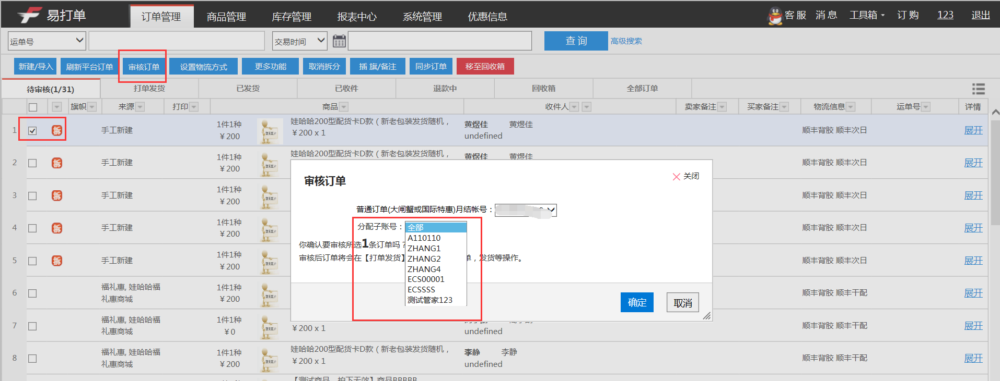 易打单 订单管理 商品管理 库存管理 报表中心 系统管理 优惠信息 客服 消息 工具箱 订购 123 退出
运单号 交易时间 查询 高级搜索
新建/导入 刷新平台订单 审核订单 设置物流方式 更多功能 取消拆分 插旗/备注 同步订单 移至回收箱
待审核(1/31) 打单发货 已发货 已收件 退款中 回收箱 全部订单
旗帜 来源 打印 商品 收件人 卖家备注 买家备注 物流信息 运单号 详情
1 拆 手工新建 1件1种 ￥200 娃哈哈200型配货卡D款（新老包装发货随机， ￥200 x 1 黄煜佳 黄煜佳 undefined 顺丰背胶 顺丰次日 展开
2 拆 手工新建 1件1种 ￥200 娃哈哈200型配货卡D款（新老包装发货随机， 黄煜佳 黄煜佳 顺丰背胶 顺丰次日 展开
3 拆 手工新建 1件1种 ￥200 顺丰背胶 顺丰次日 展开
4 拆 手工新建 1件1种 ￥200 顺丰背胶 顺丰次日 展开
5 拆 手工新建 1件1种 ￥200 顺丰背胶 顺丰次日 展开
6 福礼惠, 娃哈哈福礼惠商城 1件1种 ￥200 顺丰背胶 顺丰干配 展开
7 福礼惠, 娃哈哈福礼惠商城 1件1种 ￥0 ￥200 x 1 undefined 顺丰背胶 顺丰干配 展开
8 福礼惠, 娃哈哈福礼惠商城 1件1种 ￥200 娃哈哈200型配货卡D款（新老包装发货随机， ￥200 x 1 李静 李静 undefined 顺丰背胶 顺丰干配 展开
【测试商品，拍下无效】商品BBBBB
审核订单 关闭
普通订单(大闸蟹或国际特惠)月结帐号：
分配子账号： 全部
A110110
ZHANG1
ZHANG2
ZHANG4
ECS00001
ECSSSS
测试管家123
你确认要审核所选1条订单吗？
审核后订单将会在【打单发货】 单，发货等操作。
确定 取消